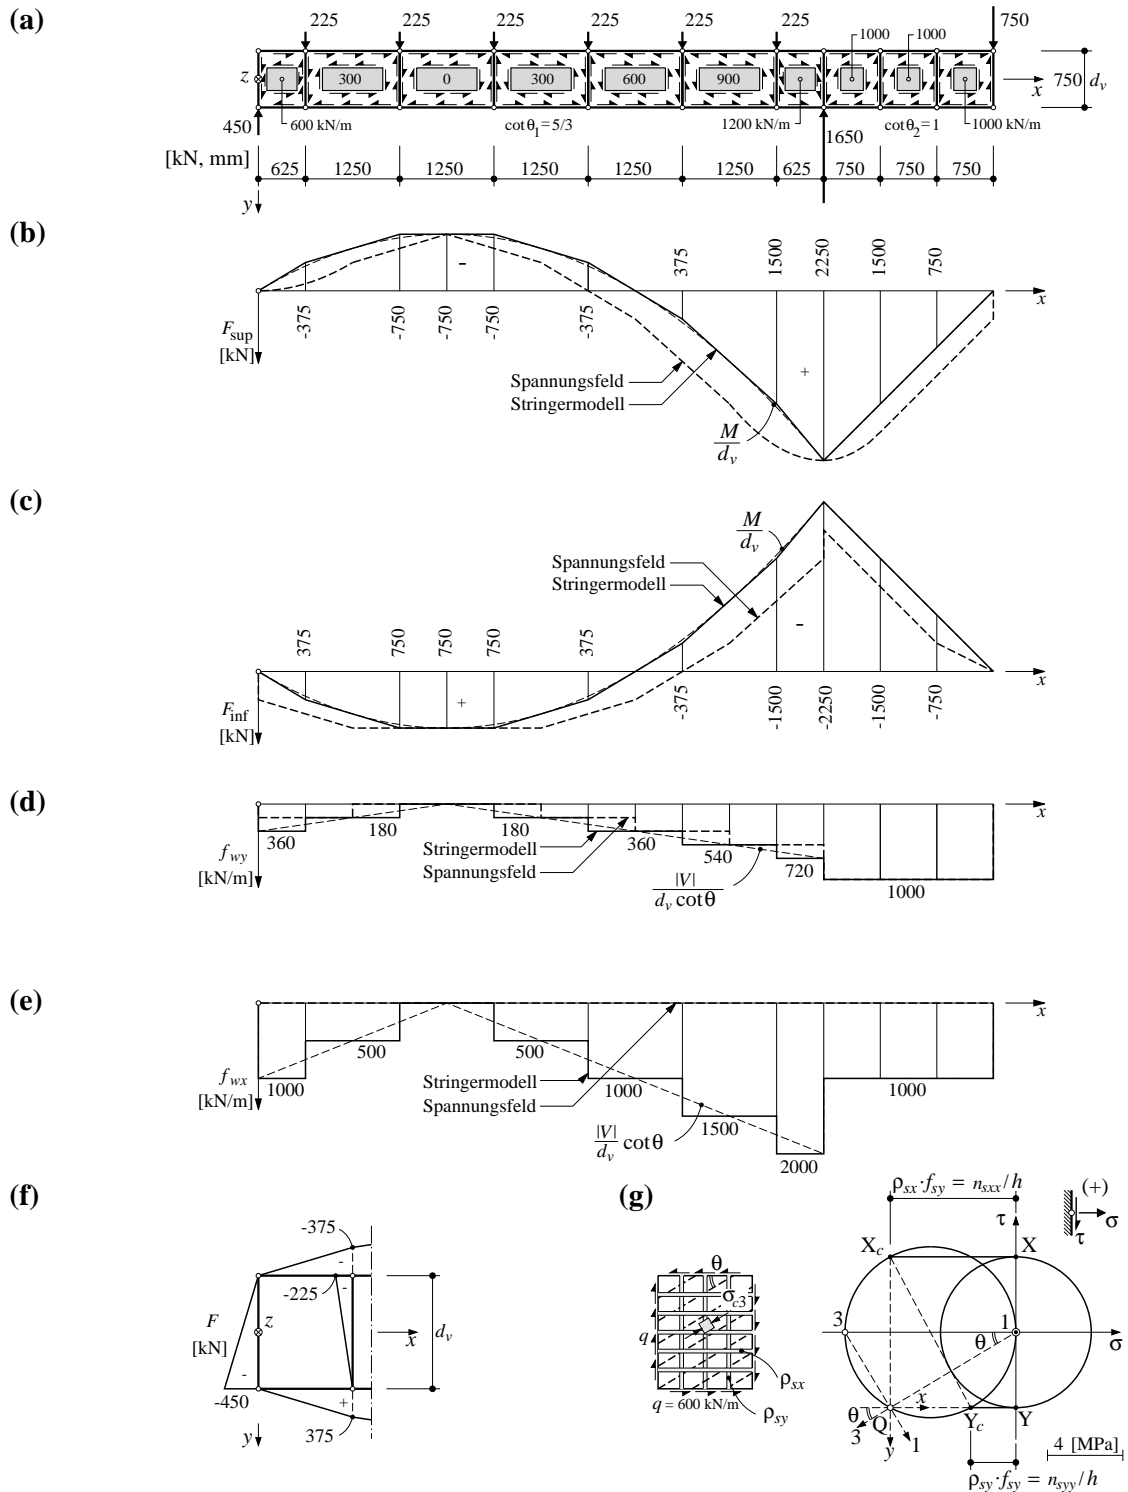 (a)
225 225 225 225 225 225 750
1000 1000
z 300 0 300 600 900 x 750 d_v
450 600 kN/m cotθ_1=5/3 1200 kN/m 1650 cotθ_2=1 1000 kN/m
[kN, mm]
625 1250 1250 1250 1250 1250 625 750 750 750
y
(b)
-
375 1500 2250 1500 750
x
F_sup
[kN]
-375 -750 -750 -750 -375
+
Spannungsfeld
Stringermodell
M/d_v
(c)
M/d_v
Spannungsfeld
Stringermodell
375 750 750 750 375
-
x
F_inf
[kN]
+
-375 -1500 -2250 -1500 -750
(d)
x
360 180 180 360 540 720 1000
f_wy
[kN/m]
Stringermodell
Spannungsfeld
|V|/(d_v cotθ)
(e)
x
1000 500 500 1000 1500 2000 1000
f_wx
[kN/m]
Stringermodell
Spannungsfeld
|V|/d_v cotθ
(f)
-375
-
-225 -
F
[kN]
z x d_v
-
-450 +
375
y
(g)
θ
σ_c3
q
ρ_sx
q = 600 kN/m ρ_sy
ρ_sx·f_sy = n_sxx/h
τ (+) σ
τ
X_c X
3 1
θ σ
x
θ Q Y_c Y
3 y 1 4 [MPa]
ρ_sy·f_sy = n_syy/h